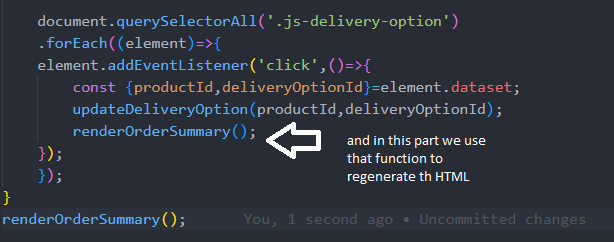 document.querySelectorAll('.js-delivery-option')
.forEach((element)=>{
element.addEventListener('click',()=>{
const {productId,deliveryOptionId}=element.dataset;
updateDeliveryOption(productId,deliveryOptionId);
renderOrderSummary();
and in this part we use
that function to
regenerate th HTML
});
});
}
renderOrderSummary(); You, 1 second ago • Uncommitted changes